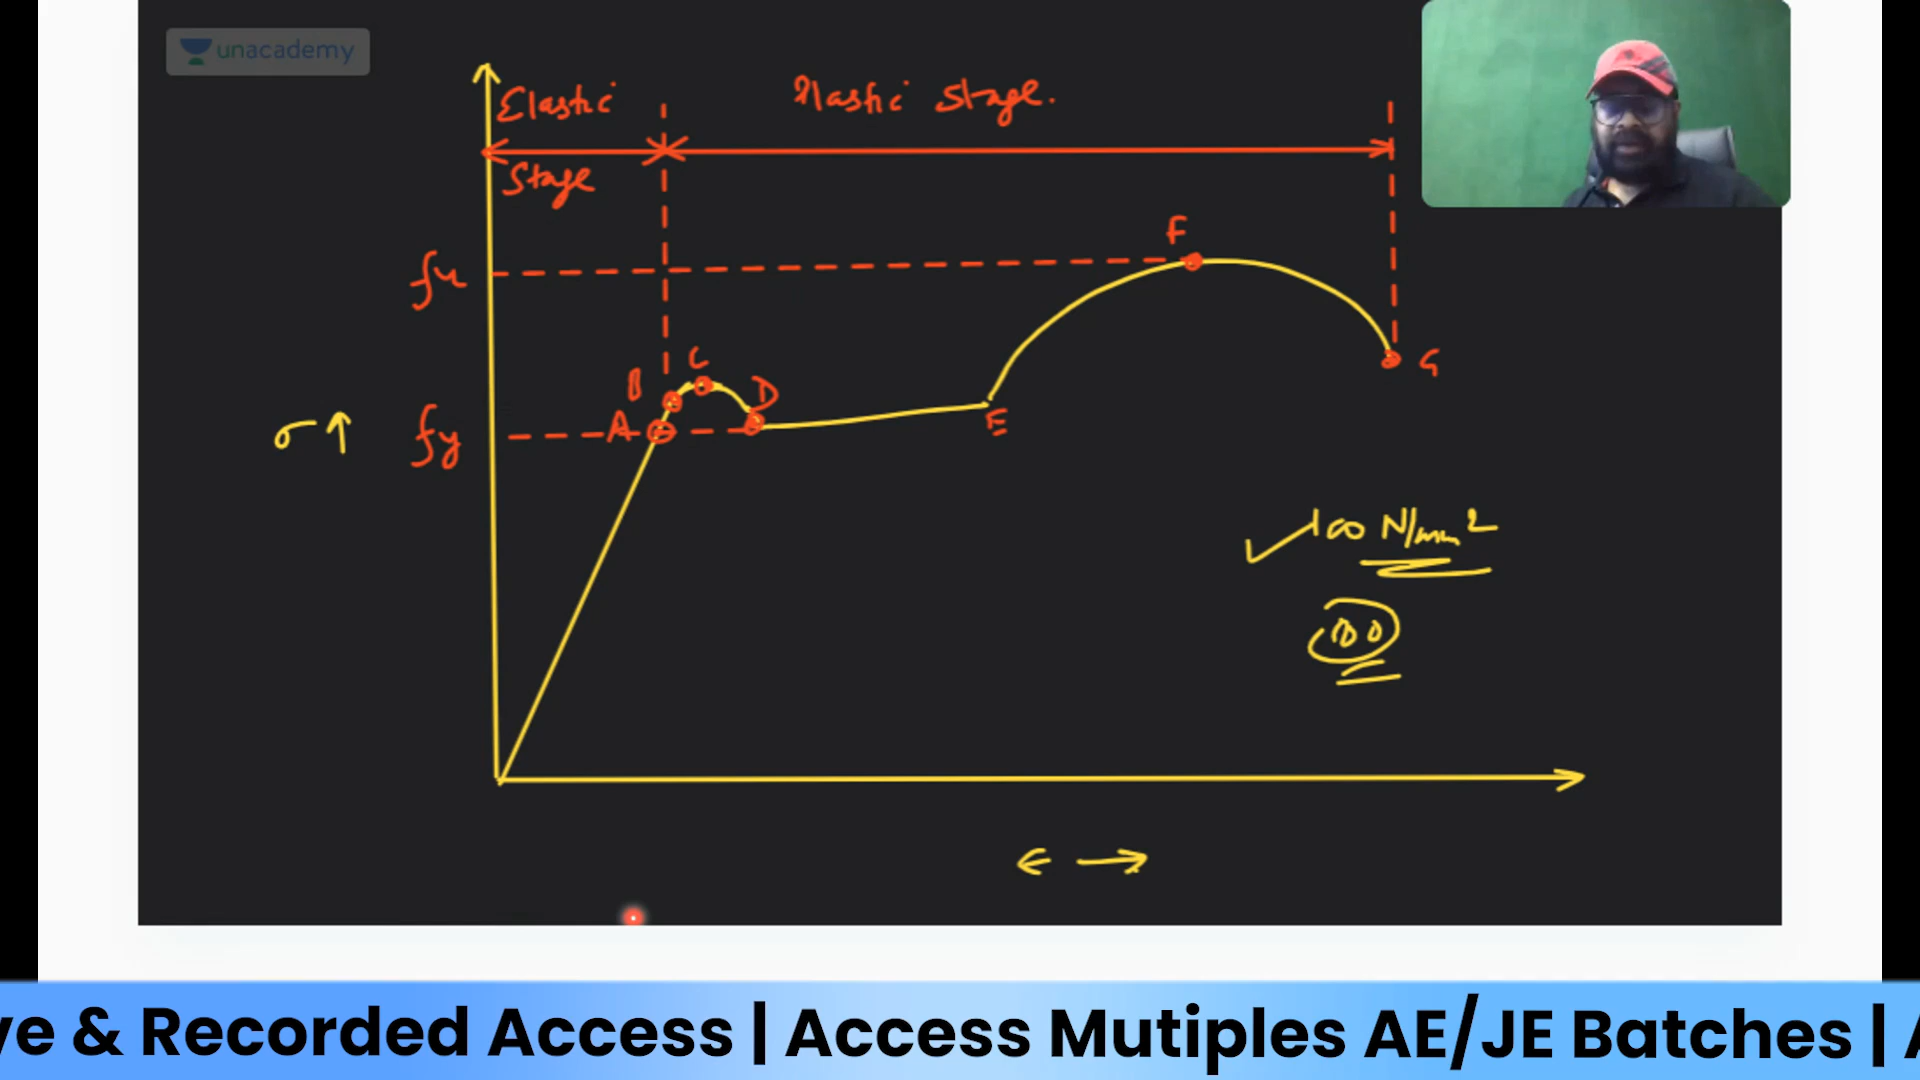 unacademy
Elastic
Plastic Stage.
Stage
F
fu
C
G
B
D
A
E
σ↑ fy
100 N/mm²
100
ϵ →
ve & Recorded Access | Access Mutiples AE/JE Batches |